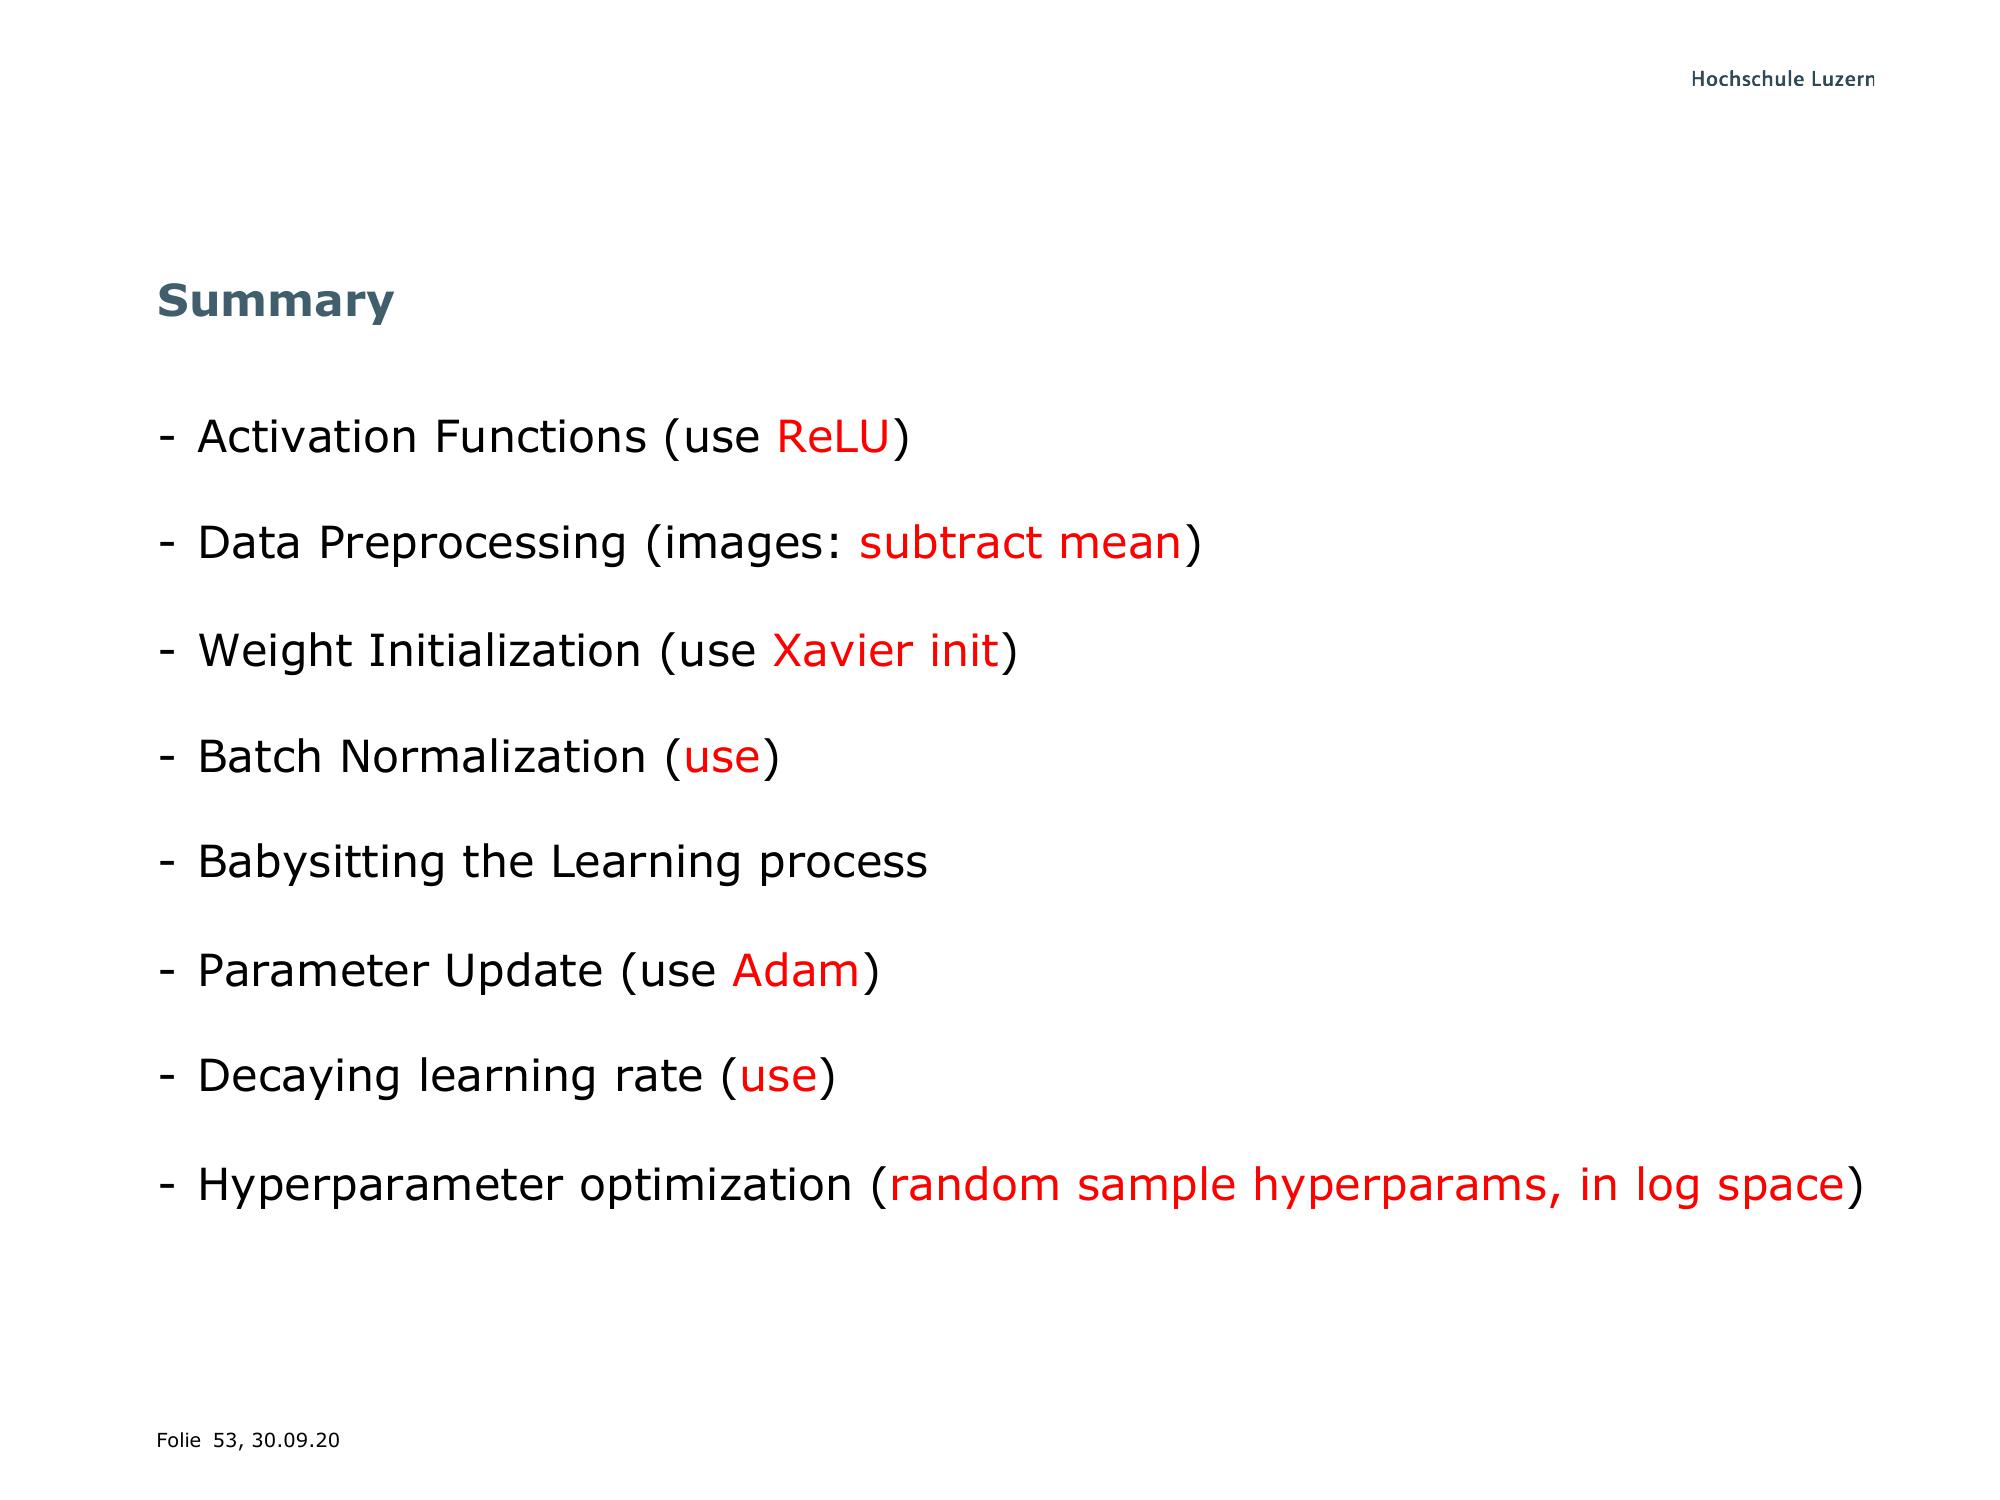 Hochschule Luzern
Summary
- Activation Functions (use ReLU)
- Data Preprocessing (images: subtract mean)
- Weight Initialization (use Xavier init)
- Batch Normalization (use)
- Babysitting the Learning process
- Parameter Update (use Adam)
- Decaying learning rate (use)
- Hyperparameter optimization (random sample hyperparams, in log space)
Folie 53, 30.09.20